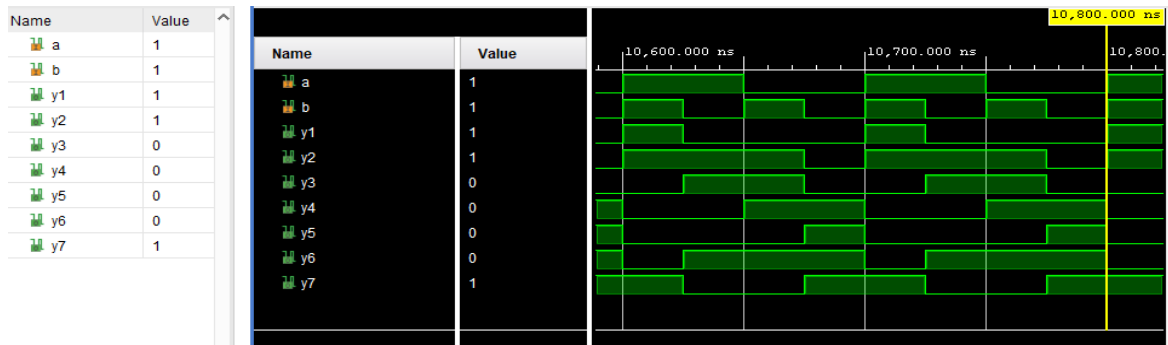 Name Value
a 1
b 1
y1 1
y2 1
y3 0
y4 0
y5 0
y6 0
y7 1
10,800.000 ns
Name Value
10,600.000 ns 10,700.000 ns 10,800.
a 1
b 1
y1 1
y2 1
y3 0
y4 0
y5 0
y6 0
y7 1